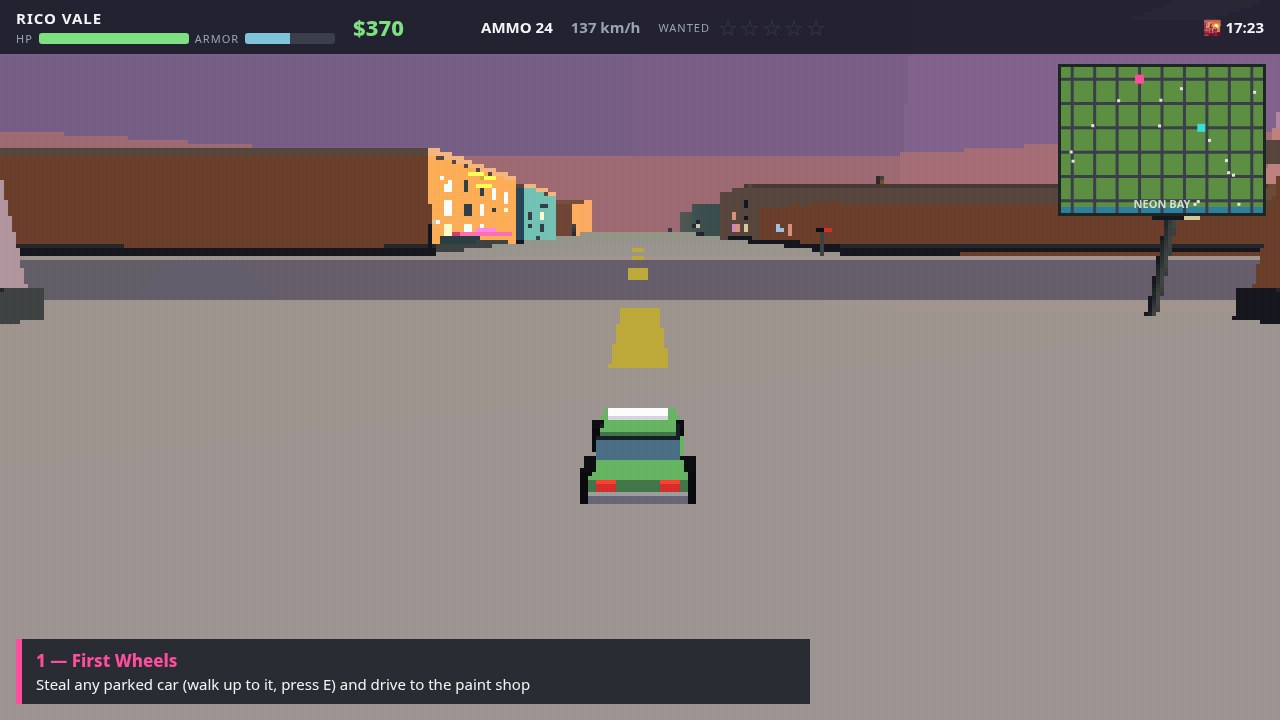 RICO VALE
HP
ARMOR
$370
AMMO 24
137 km/h
WANTED
17:23
NEON BAY
1 — First Wheels
Steal any parked car (walk up to it, press E) and drive to the paint shop